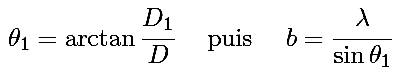 θ₁ = arctan D₁/D puis b = λ/sin θ₁